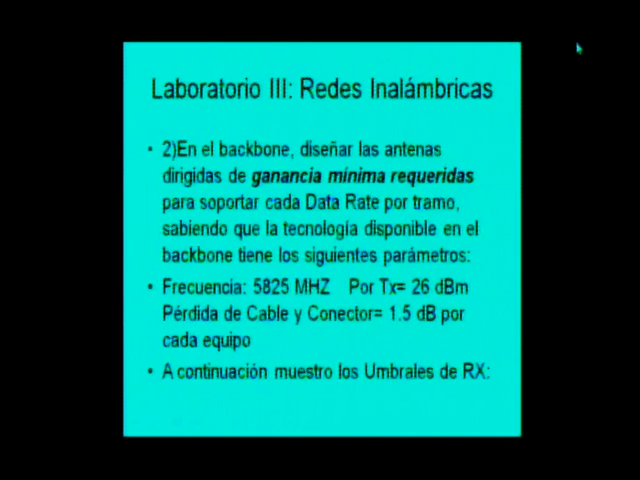 Laboratorio III: Redes Inalámbricas
• 2)En el backbone, diseñar las antenas
dirigidas de ganancia mínima requeridas
para soportar cada Data Rate por tramo,
sabiendo que la tecnología disponible en el
backbone tiene los siguientes parámetros:
• Frecuencia: 5825 MHZ Por Tx= 26 dBm
Pérdida de Cable y Conector= 1.5 dB por
cada equipo
• A continuación muestro los Umbrales de RX: